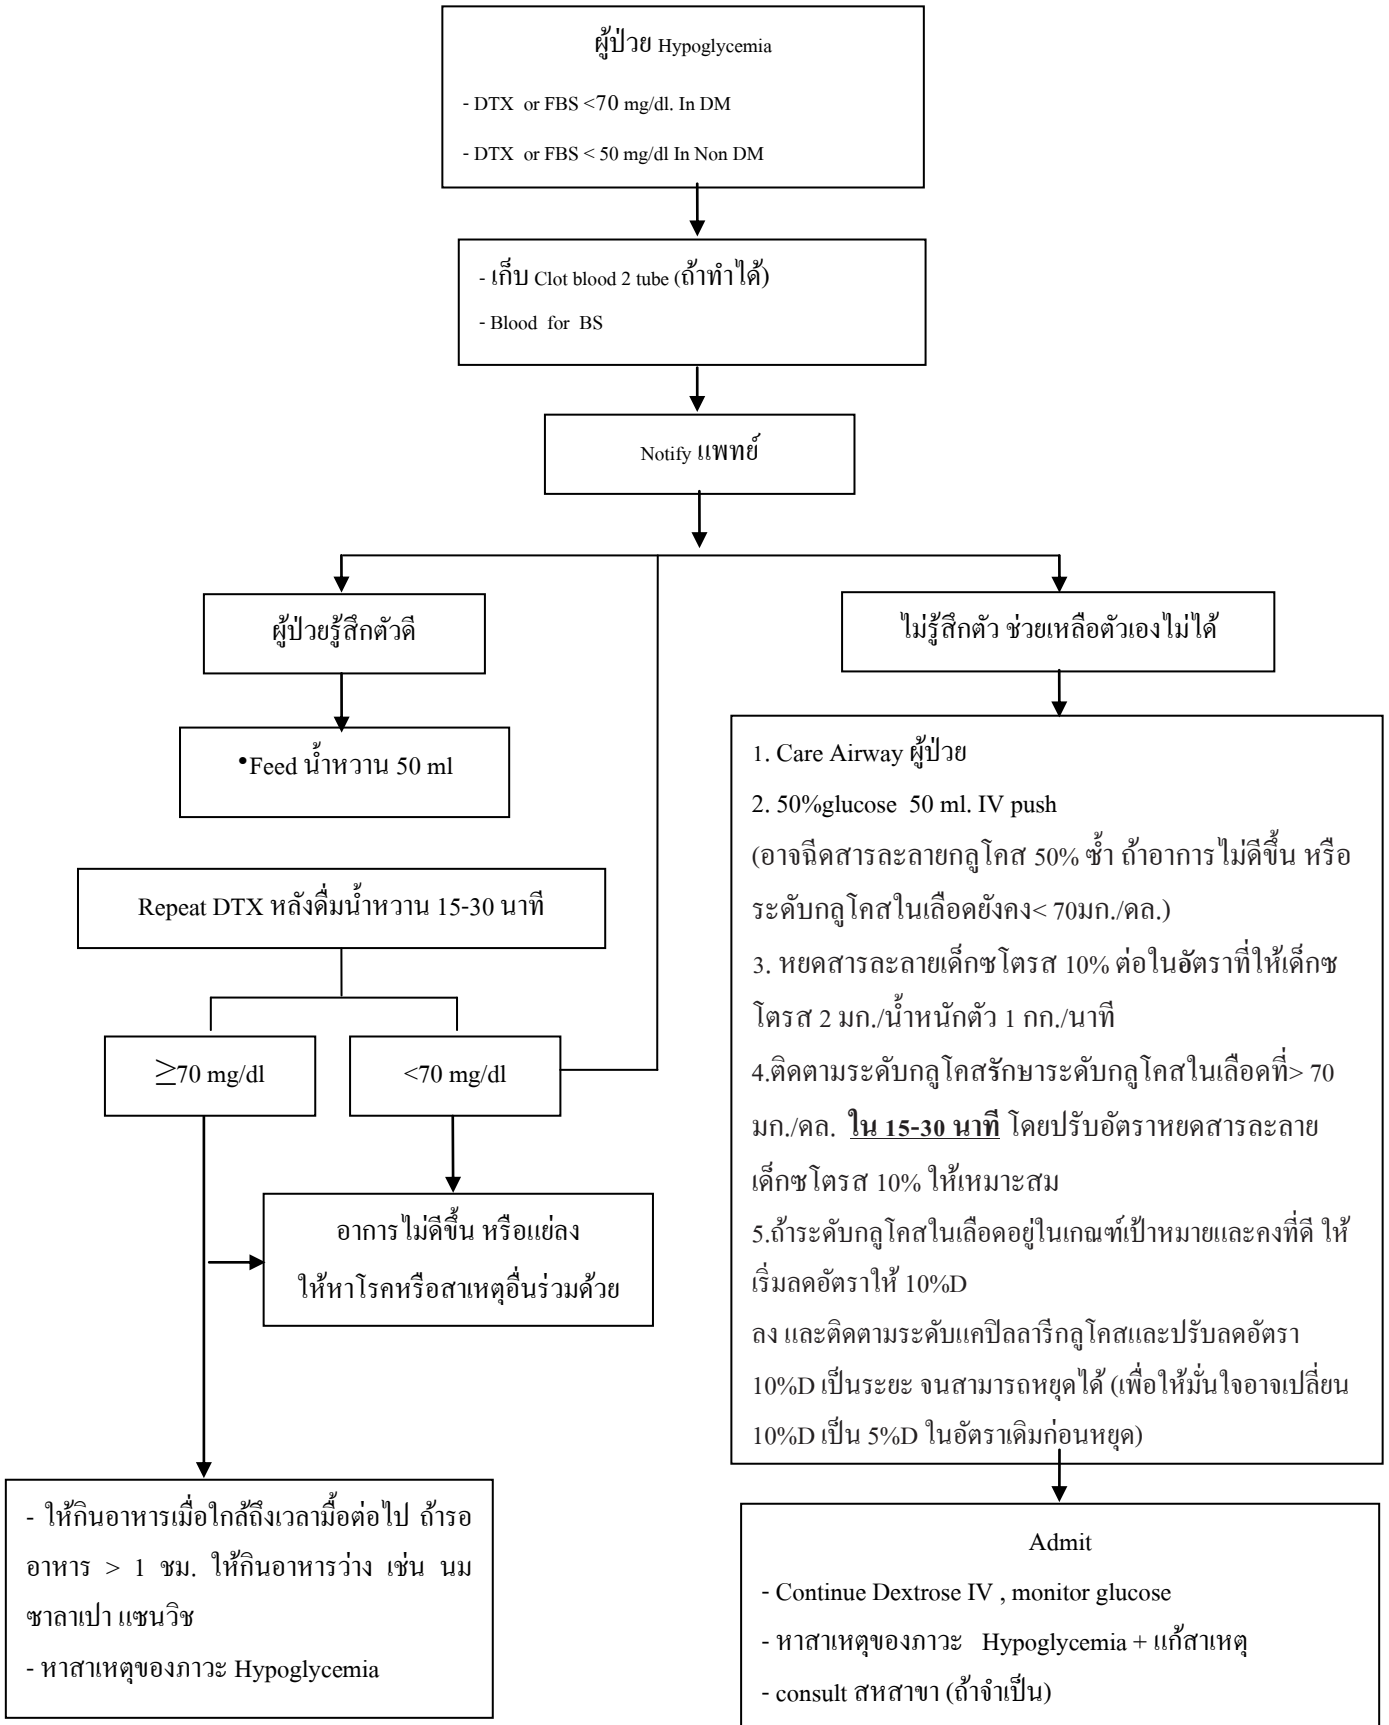 ผู้ป่วย Hypoglycemia
- DTX or FBS <70 mg/dl. In DM
- DTX or FBS < 50 mg/dl In Non DM
- เก็บ Clot blood 2 tube (ถ้าทำได้)
- Blood for BS
Notify แพทย์
ผู้ป่วยรู้สึกตัวดี
•Feed น้ำหวาน 50 ml
Repeat DTX หลังดื่มน้ำหวาน 15-30 นาที
≥70 mg/dl
<70 mg/dl
อาการไม่ดีขึ้น หรือแย่ลง
ให้หาโรคหรือสาเหตุอื่นร่วมด้วย
- ให้กินอาหารเมื่อใกล้ถึงเวลามื้อต่อไป ถ้ารอ
อาหาร > 1 ชม. ให้กินอาหารว่าง เช่น นม
ซาลาเปา แซนวิช
- หาสาเหตุของภาวะ Hypoglycemia
ไม่รู้สึกตัว ช่วยเหลือตัวเองไม่ได้
1. Care Airway ผู้ป่วย
2. 50%glucose 50 ml. IV push
(อาจฉีดสารละลายกลูโคส 50% ซ้ำ ถ้าอาการไม่ดีขึ้น หรือ
ระดับกลูโคสในเลือดยังคง< 70มก./ดล.)
3. หยดสารละลายเด็กซโตรส 10% ต่อในอัตราที่ให้เด็กซ
โตรส 2 มก./น้ำหนักตัว 1 กก./นาที
4.ติดตามระดับกลูโคสรักษาระดับกลูโคสในเลือดที่> 70
มก./ดล. ใน 15-30 นาที โดยปรับอัตราหยดสารละลาย
เด็กซโตรส 10% ให้เหมาะสม
5.ถ้าระดับกลูโคสในเลือดอยู่ในเกณฑ์เป้าหมายและคงที่ดี ให้
เริ่มลดอัตราให้ 10%D
ลง และติดตามระดับแคปิลลารีกลูโคสและปรับลดอัตรา
10%D เป็นระยะ จนสามารถหยุดได้ (เพื่อให้มั่นใจอาจเปลี่ยน
10%D เป็น 5%D ในอัตราเดิมก่อนหยุด)
Admit
- Continue Dextrose IV , monitor glucose
- หาสาเหตุของภาวะ Hypoglycemia + แก้สาเหตุ
- consult สหสาขา (ถ้าจำเป็น)